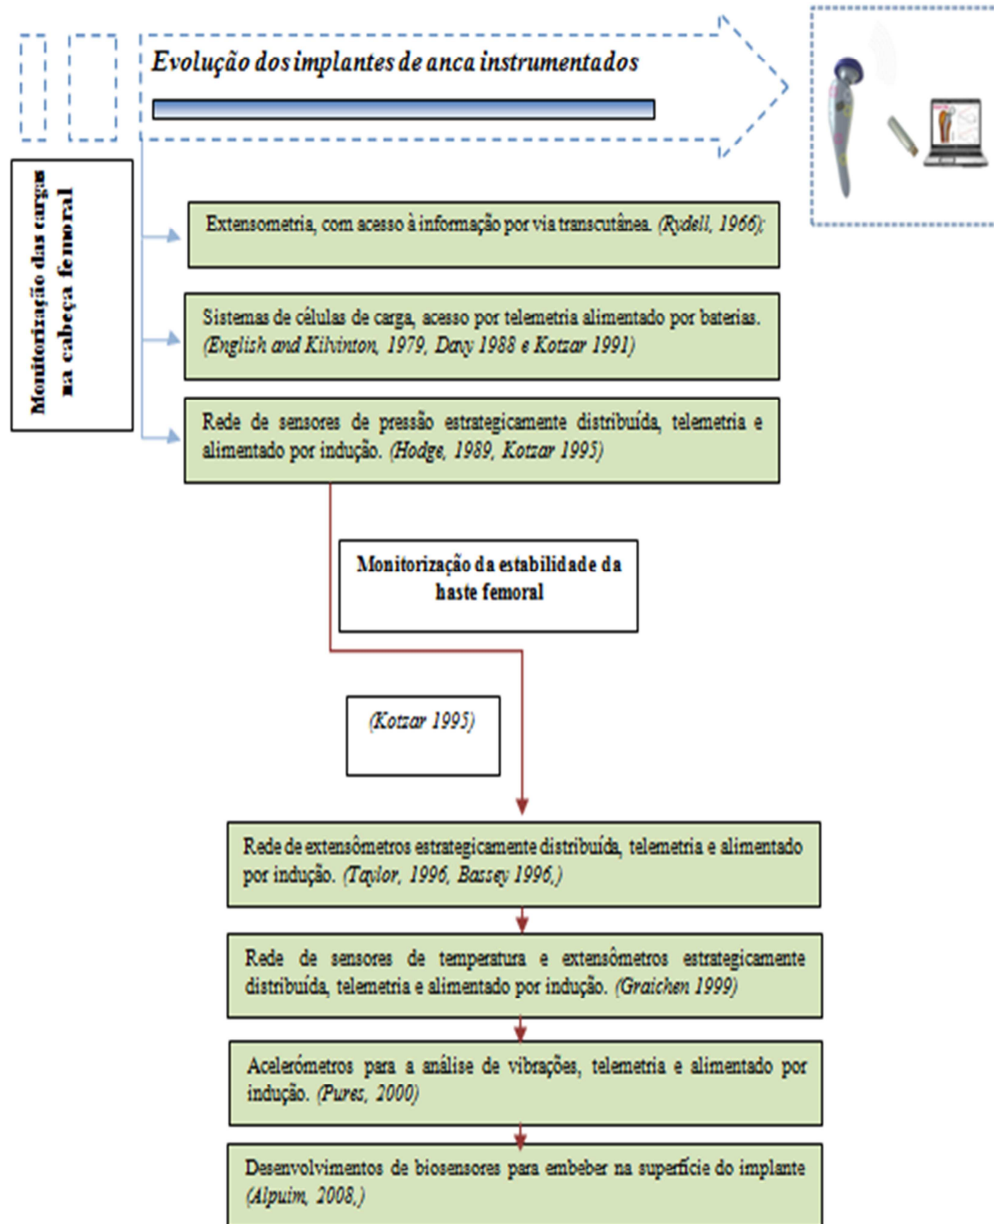 Evolução dos implantes de anca instrumentados
Monitorização das cargas
na cabeça femoral
Extensometria, com acesso à informação por via transcutânea. (Rydell, 1966);
Sistemas de células de carga, acesso por telemetria alimentado por baterias.
(English and Kilvinton, 1979, Davy 1988 e Kotzar 1991)
Rede de sensores de pressão estrategicamente distribuída, telemetria e
alimentado por indução. (Hodge, 1989, Kotzar 1995)
Monitorização da estabilidade da
haste femoral
(Kotzar 1995)
Rede de extensômetros estrategicamente distribuída, telemetria e alimentado
por indução. (Taylor, 1996, Bassey 1996,)
Rede de sensores de temperatura e extensômetros estrategicamente
distribuída, telemetria e alimentado por indução. (Graichen 1999)
Acelerómetros para a análise de vibrações, telemetria e alimentado por
indução. (Pures, 2000)
Desenvolvimentos de biosensores para embeber na superfície do implante
(Alpuim, 2008,)